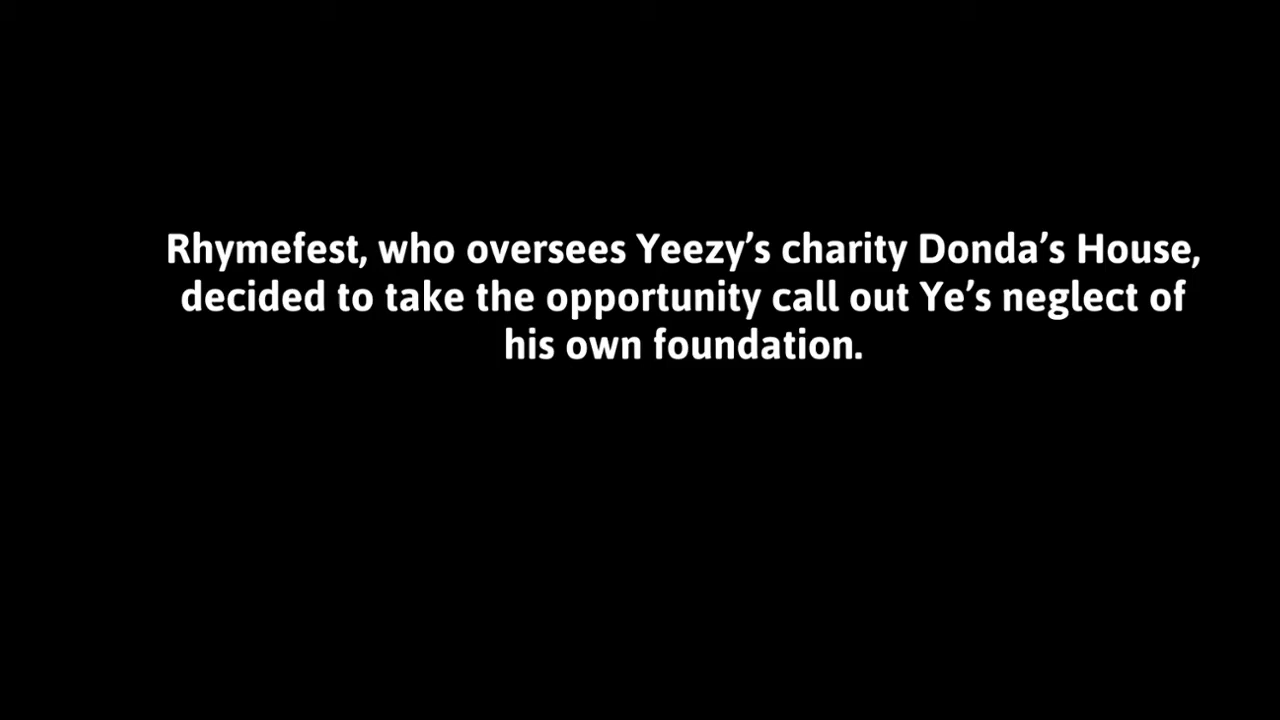 Rhymefest, who oversees Yeezy’s charity Donda’s House,
decided to take the opportunity call out Ye’s neglect of
his own foundation.